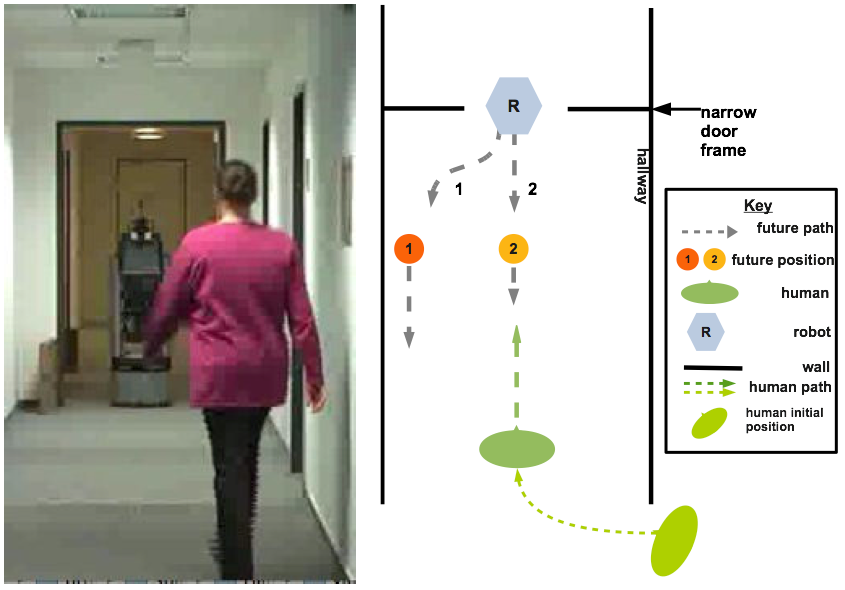 R
narrow
door
frame
hallway
1
2
1
2
Key
future path
1 2 future position
human
R robot
wall
human path
human initial
position